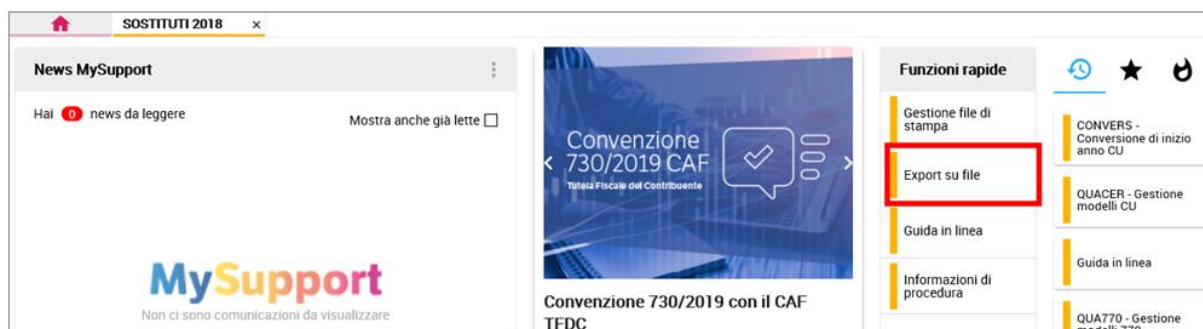 SOSTITUTI 2018 ×
News MySupport
Hai 0 news da leggere
Mostra anche già lette
MySupport
Non ci sono comunicazioni da visualizzare
Convenzione
730/2019 CAF
Tutela Fiscale del Contribuente
Convenzione 730/2019 con il CAF
TFDC
Funzioni rapide
Gestione file di
stampa
Export su file
Guida in linea
Informazioni di
procedura
CONVERS -
Conversione di inizio
anno CU
QUACER - Gestione
modelli CU
Guida in linea
QUA770 - Gestione
modelli 770